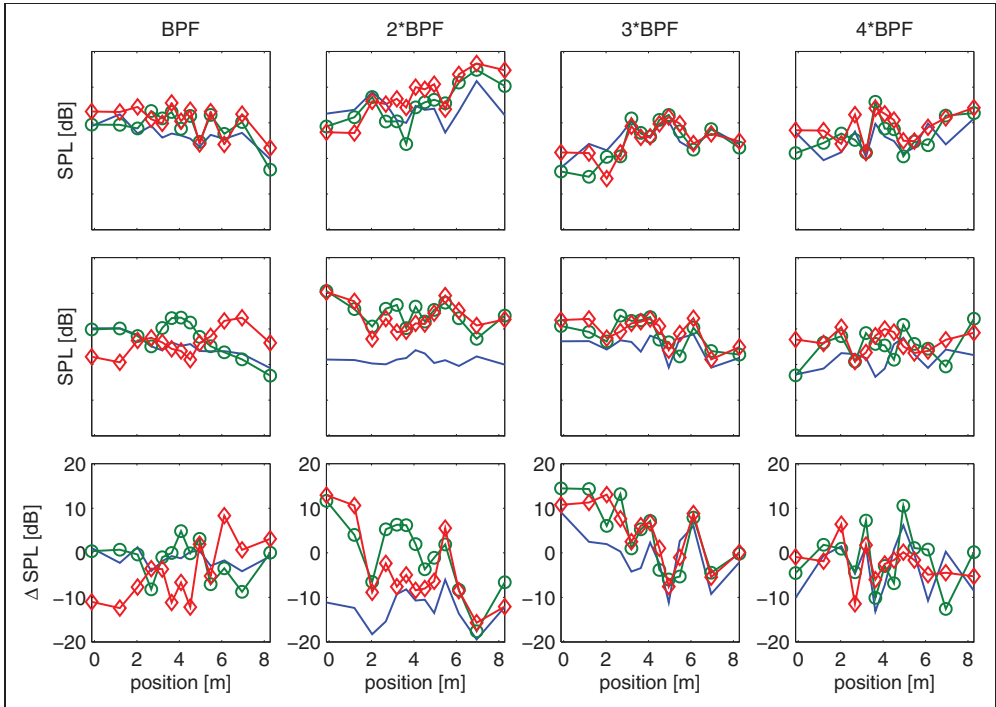 BPF 2*BPF 3*BPF 4*BPF
SPL [dB]
SPL [dB]
Δ SPL [dB]
20 20 20 20
10 10 10 10
0 0 0 0
−10 −10 −10 −10
−20 −20 −20 −20
0 2 4 6 8 0 2 4 6 8 0 2 4 6 8 0 2 4 6 8
position [m] position [m] position [m] position [m]